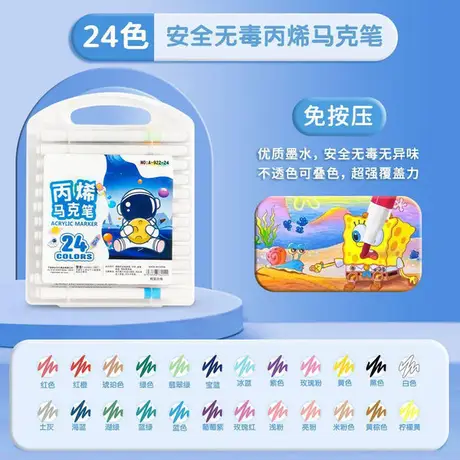 24色 安全无毒丙烯马克笔
免按压
优质墨水，安全无毒无异味
不透色可叠色，超强覆盖力
NO:A-922-24
丙烯
马克笔
ACRYLIC MARKER
24
COLORS
红色 红橙 琥珀色 绿色 翡翠绿 宝蓝 冰蓝 紫色 玫瑰粉 黄色 黑色 白色
土灰 海蓝 湖绿 蓝绿 蓝色 葡萄紫 玫瑰红 浅粉 亮粉 米粉色 黄棕色 柠檬黄